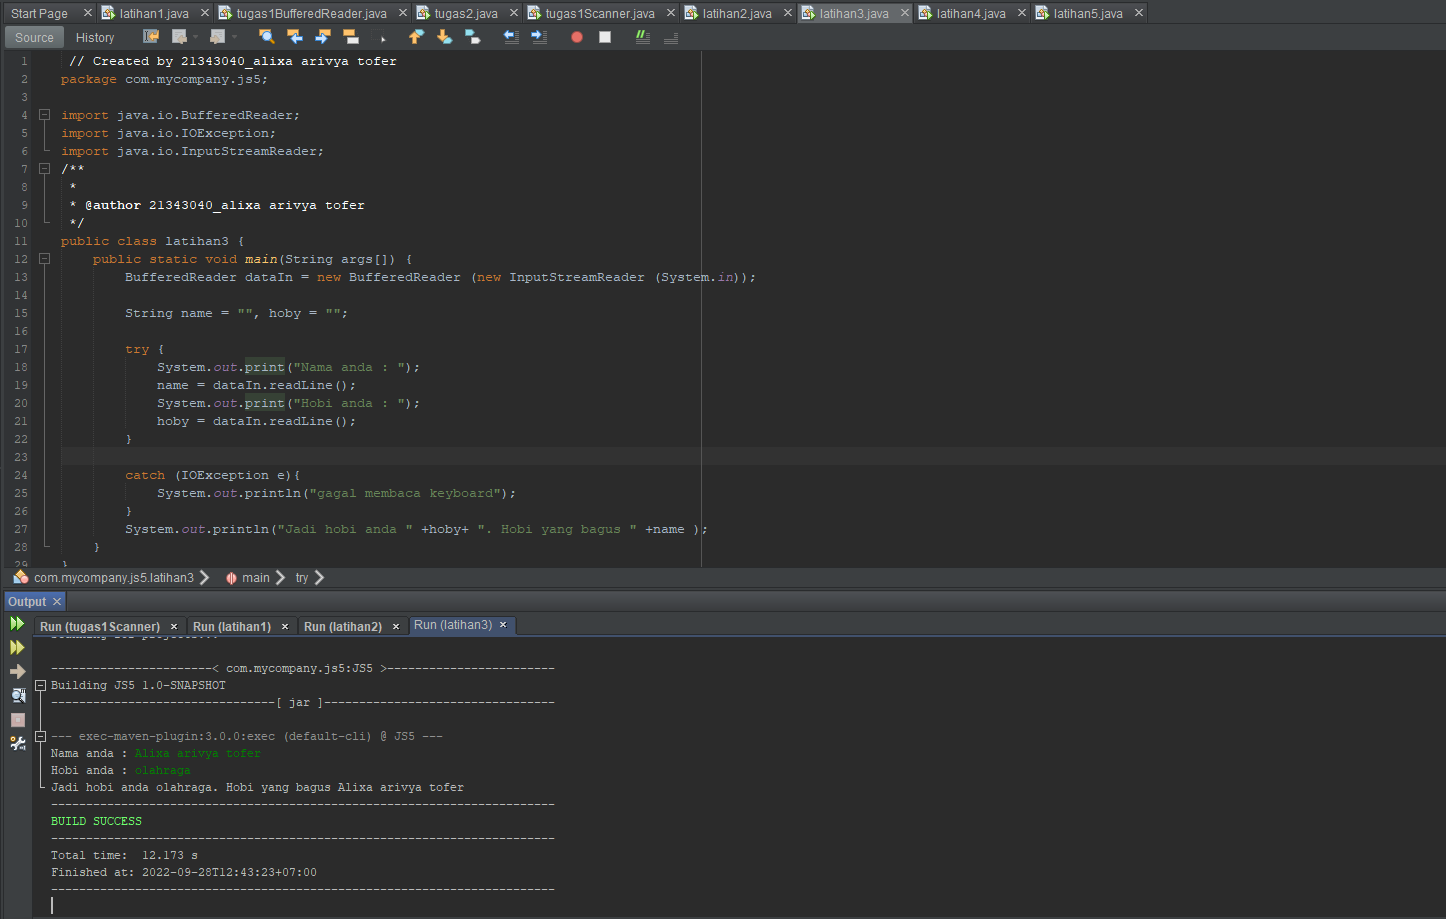 Start Page latihan1.java tugas1BufferedReader.java tugas2.java tugas1Scanner.java latihan2.java latihan3.java latihan4.java latihan5.java
Source History
1 // Created by 21343040_alixa arivya tofer
2 package com.mycompany.js5;
3
4 import java.io.BufferedReader;
5 import java.io.IOException;
6 import java.io.InputStreamReader;
7 /**
8 *
9 * @author 21343040_alixa arivya tofer
10 */
11 public class latihan3 {
12 public static void main(String args[]) {
13 BufferedReader dataIn = new BufferedReader (new InputStreamReader (System.in));
14
15 String name = "", hoby = "";
16
17 try {
18 System.out.print("Nama anda : ");
19 name = dataIn.readLine();
20 System.out.print("Hobi anda : ");
21 hoby = dataIn.readLine();
22 }
23
24 catch (IOException e){
25 System.out.println("gagal membaca keyboard");
26 }
27 System.out.println("Jadi hobi anda " +hoby+ ". Hobi yang bagus " +name );
28 }
29 }
com.mycompany.js5.latihan3 main try
Output
Run (tugas1Scanner) Run (latihan1) Run (latihan2) Run (latihan3)
-----------------------< com.mycompany.js5:JS5 >------------------------
Building JS5 1.0-SNAPSHOT
--------------------------------[ jar ]---------------------------------
--- exec-maven-plugin:3.0.0:exec (default-cli) @ JS5 ---
Nama anda : Alixa arivya tofer
Hobi anda : olahraga
Jadi hobi anda olahraga. Hobi yang bagus Alixa arivya tofer
------------------------------------------------------------------------
BUILD SUCCESS
------------------------------------------------------------------------
Total time: 12.173 s
Finished at: 2022-09-28T12:43:23+07:00
------------------------------------------------------------------------